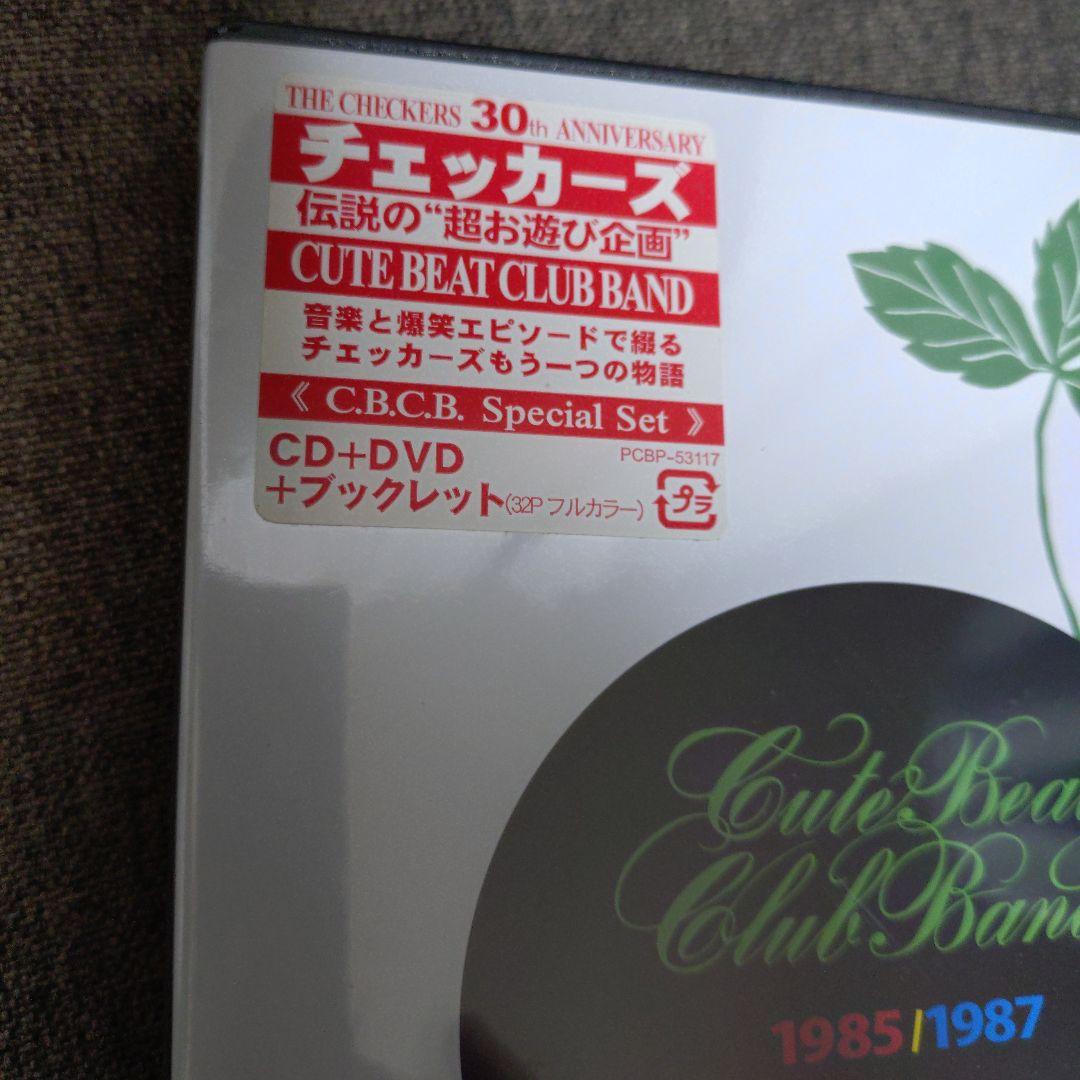 THE CHECKERS 30th ANNIVERSARY
チェッカーズ
伝説の“超お遊び企画”
CUTE BEAT CLUB BAND
音楽と爆笑エピソードで綴る
チェッカーズもう一つの物語
《 C.B.C.B. Special Set 》
CD+DVD
PCBP-53117
+ブックレット(32P フルカラー)
プラ
Cute Beat
Club Band
1985/1987